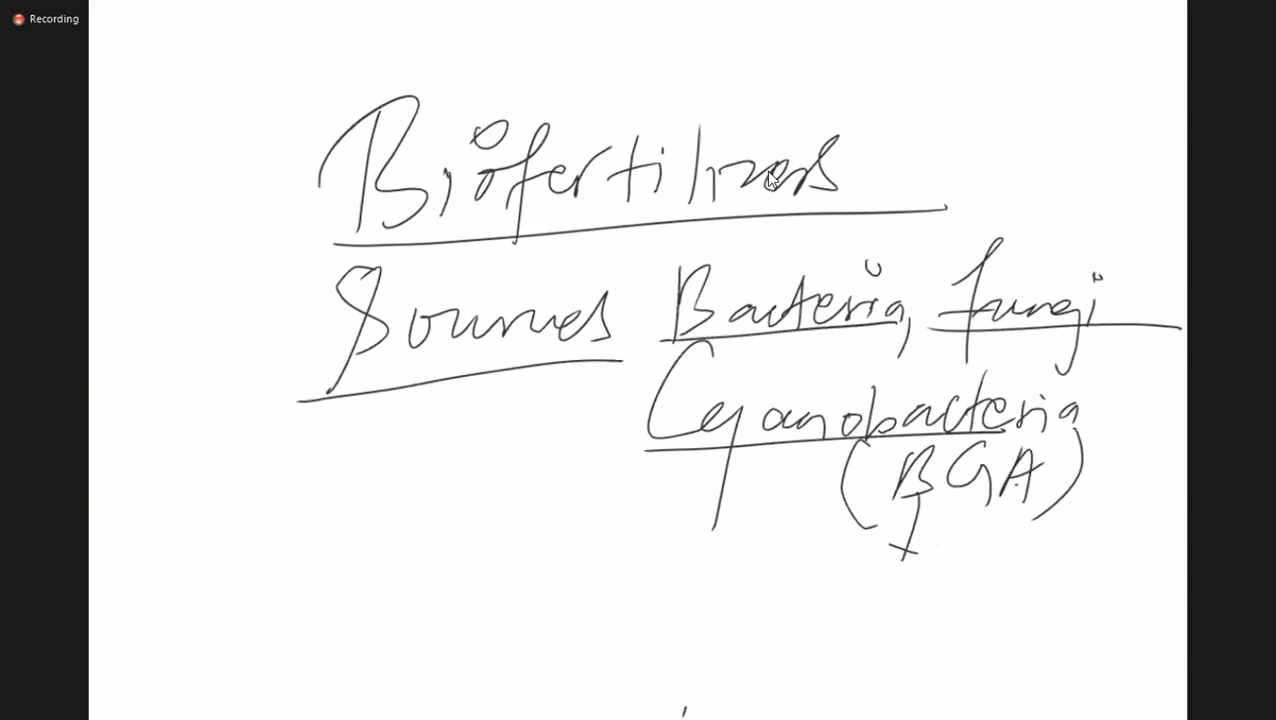 Recording
Biofertilizers
Sources Bacteria, fungi
Cyanobacteria
(BGA)